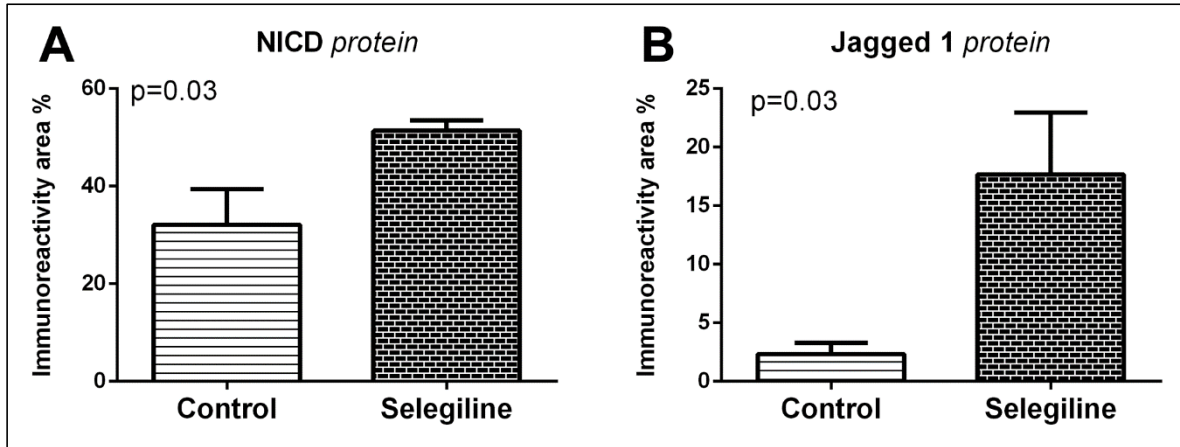 A
NICD protein
p=0.03
Immunoreactivity area %
60
40
20
0
Control
Selegiline
B
Jagged 1 protein
p=0.03
Immunoreactivity area %
25
20
15
10
5
0
Control
Selegiline